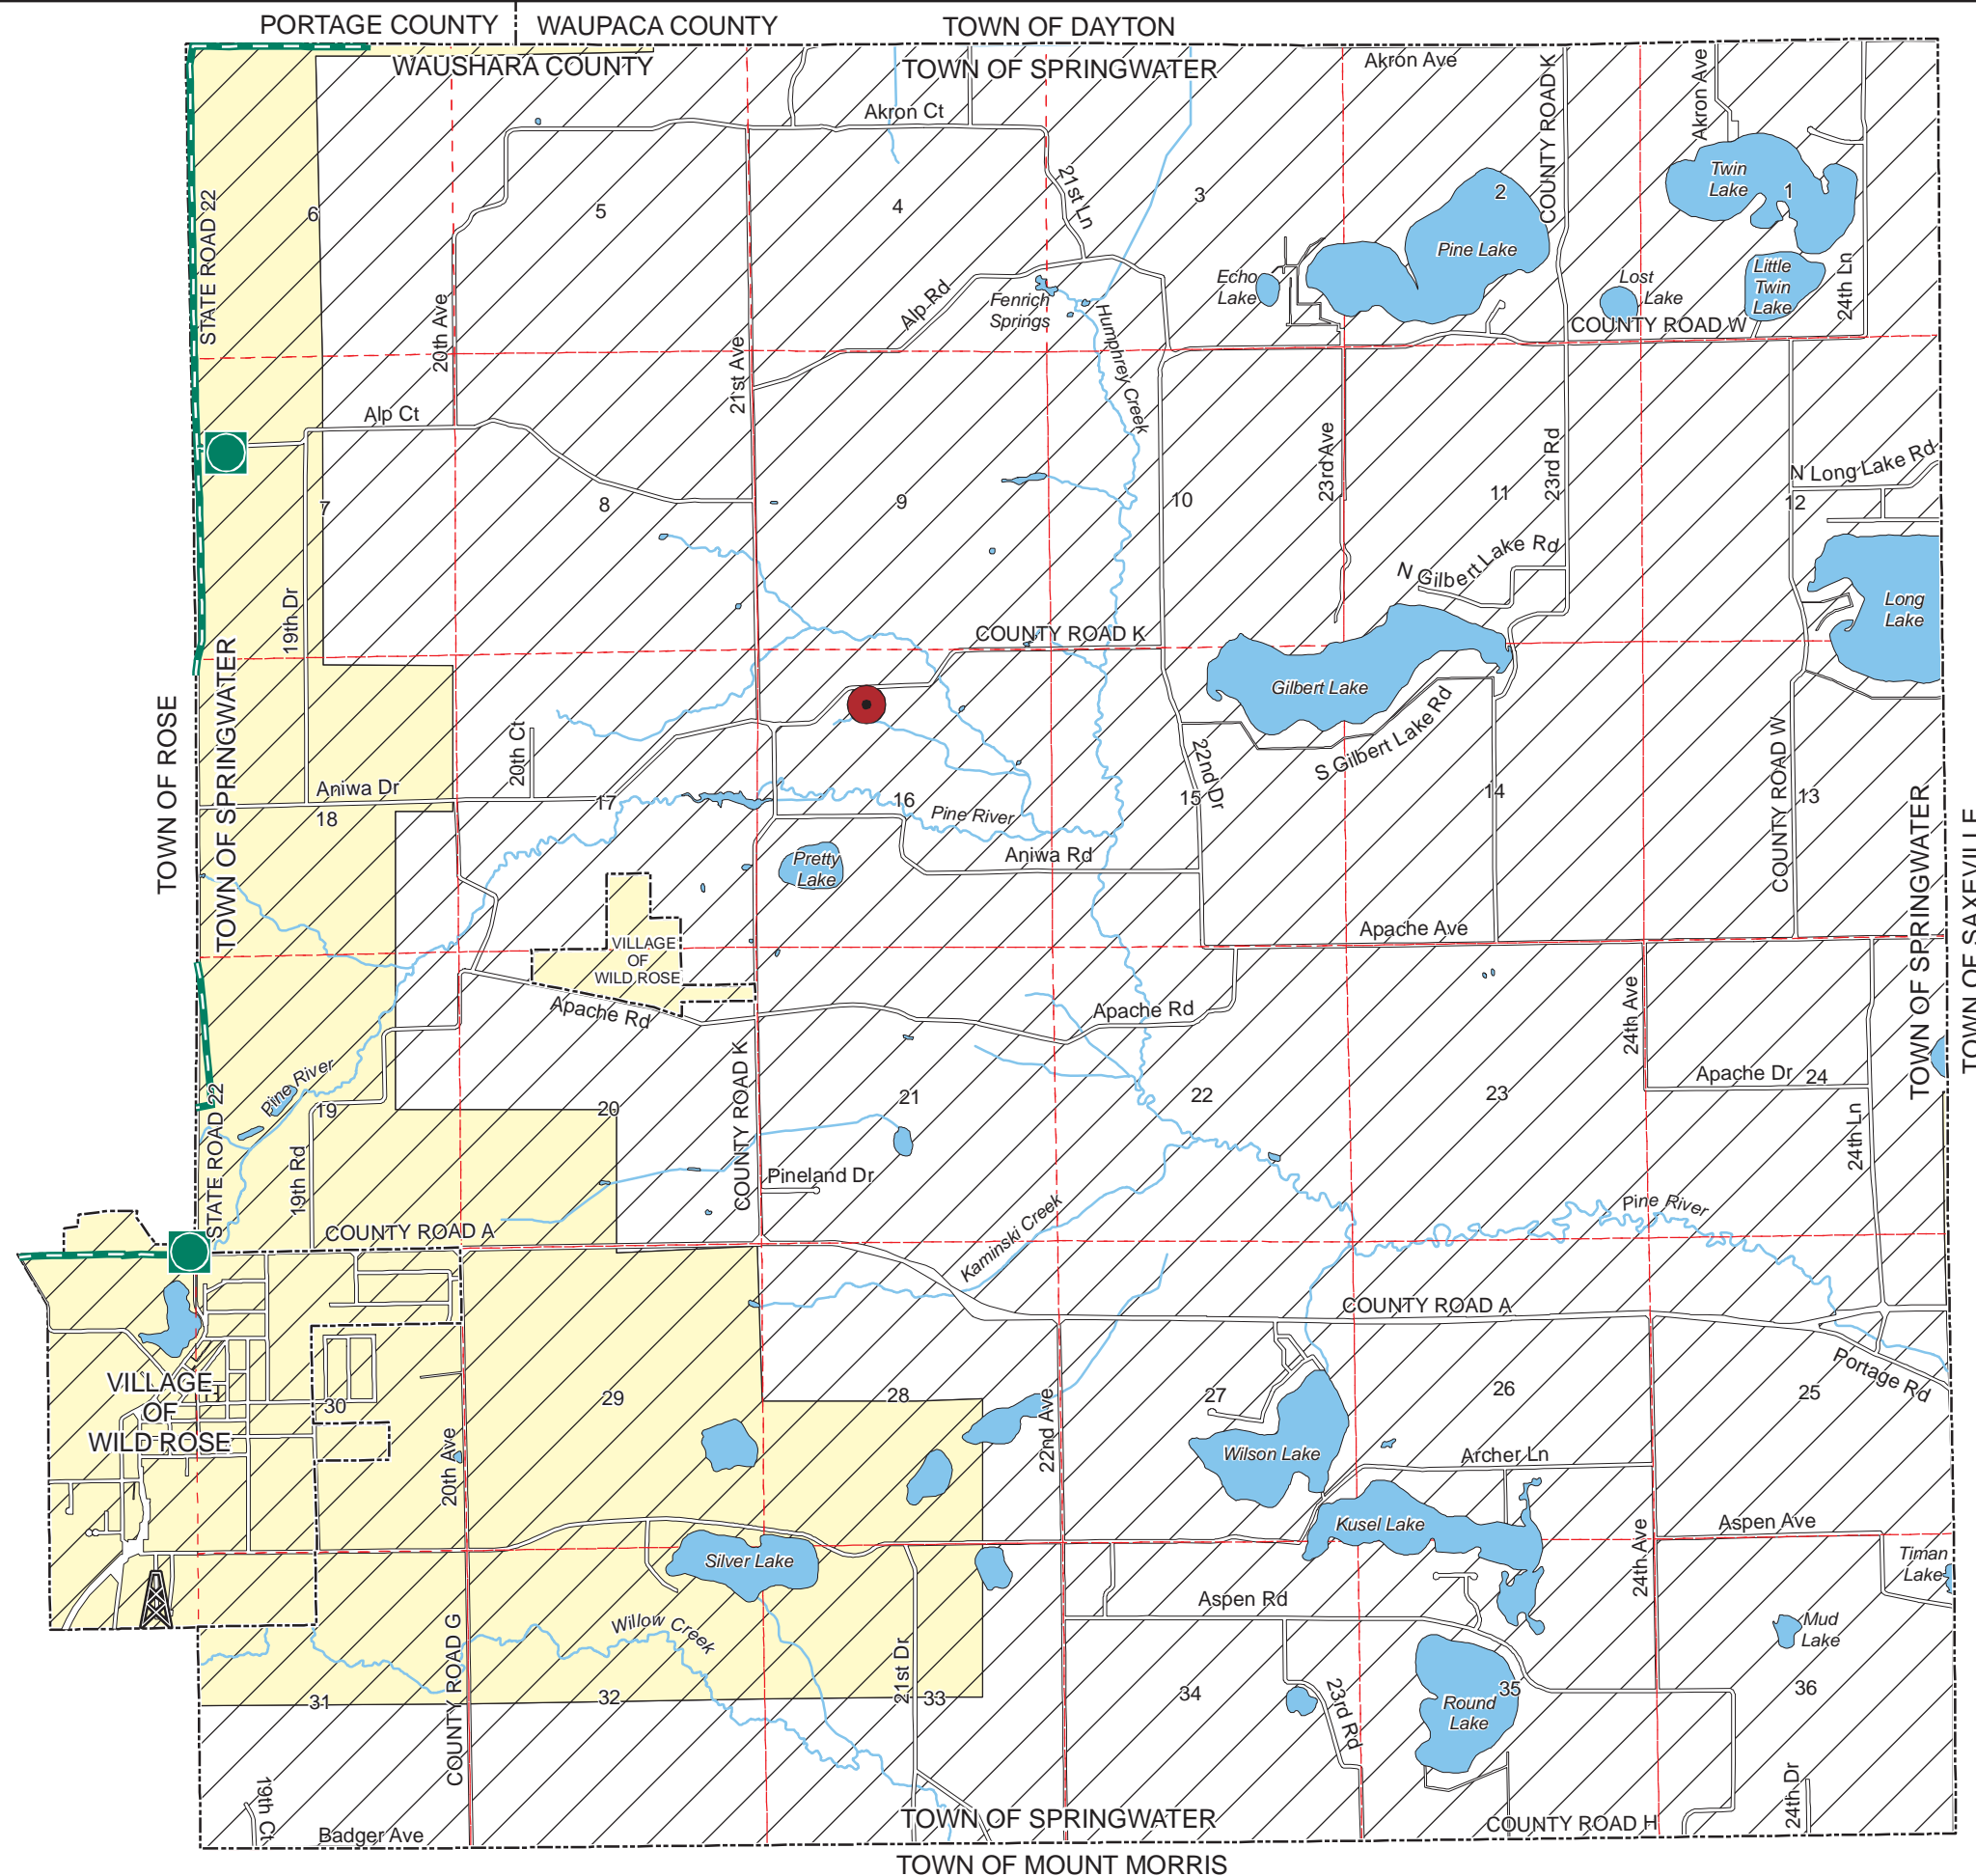 PORTAGE COUNTY
WAUPACA COUNTY
TOWN OF DAYTON
WAUSHARA COUNTY
TOWN OF SPRINGWATER
Akron Ave
COUNTY ROAD K
Akron Ave
Akron Ct
21st Ln
Twin
Lake
1
2
3
4
5
6
STATE ROAD 22
20th Ave
21st Ave
Alp Rd
Fenrich
Springs
Humphrey Creek
Echo
Lake
Pine Lake
Lost
Lake
Little
Twin
Lake
24th Ln
COUNTY ROAD W
Alp Ct
7
8
9
10
11
12
23rd Ave
23rd Rd
N Long Lake Rd
N Gilbert Lake Rd
Long
Lake
19th Dr
COUNTY ROAD K
Gilbert Lake
S Gilbert Lake Rd
TOWN OF ROSE
TOWN OF SPRINGWATER
20th Ct
Aniwa Dr
18
17
16
15
14
13
22nd Dr
COUNTY ROAD W
Pine River
Aniwa Rd
Pretty
Lake
TOWN OF SPRINGWATER
TOWN OF SAXEVILLE
VILLAGE
OF
WILD ROSE
Apache Ave
Apache Rd
Apache Rd
24th Ave
Apache Dr
24
Pine River
19
20
21
22
23
STATE ROAD 22
19th Rd
COUNTY ROAD K
Pineland Dr
24th Ln
Kaminski Creek
Pine River
COUNTY ROAD A
COUNTY ROAD A
Portage Rd
VILLAGE
OF
WILD ROSE
30
29
28
27
26
25
20th Ave
22nd Ave
Wilson Lake
Archer Ln
Kusel Lake
24th Ave
Aspen Ave
Timan
Lake
Silver Lake
Aspen Rd
Willow Creek
Mud
Lake
COUNTY ROAD G
21st Dr
31
32
33
34
35
36
23rd Rd
Round
Lake
19th Ct
Badger Ave
TOWN OF SPRINGWATER
COUNTY ROAD H
24th Dr
TOWN OF MOUNT MORRIS